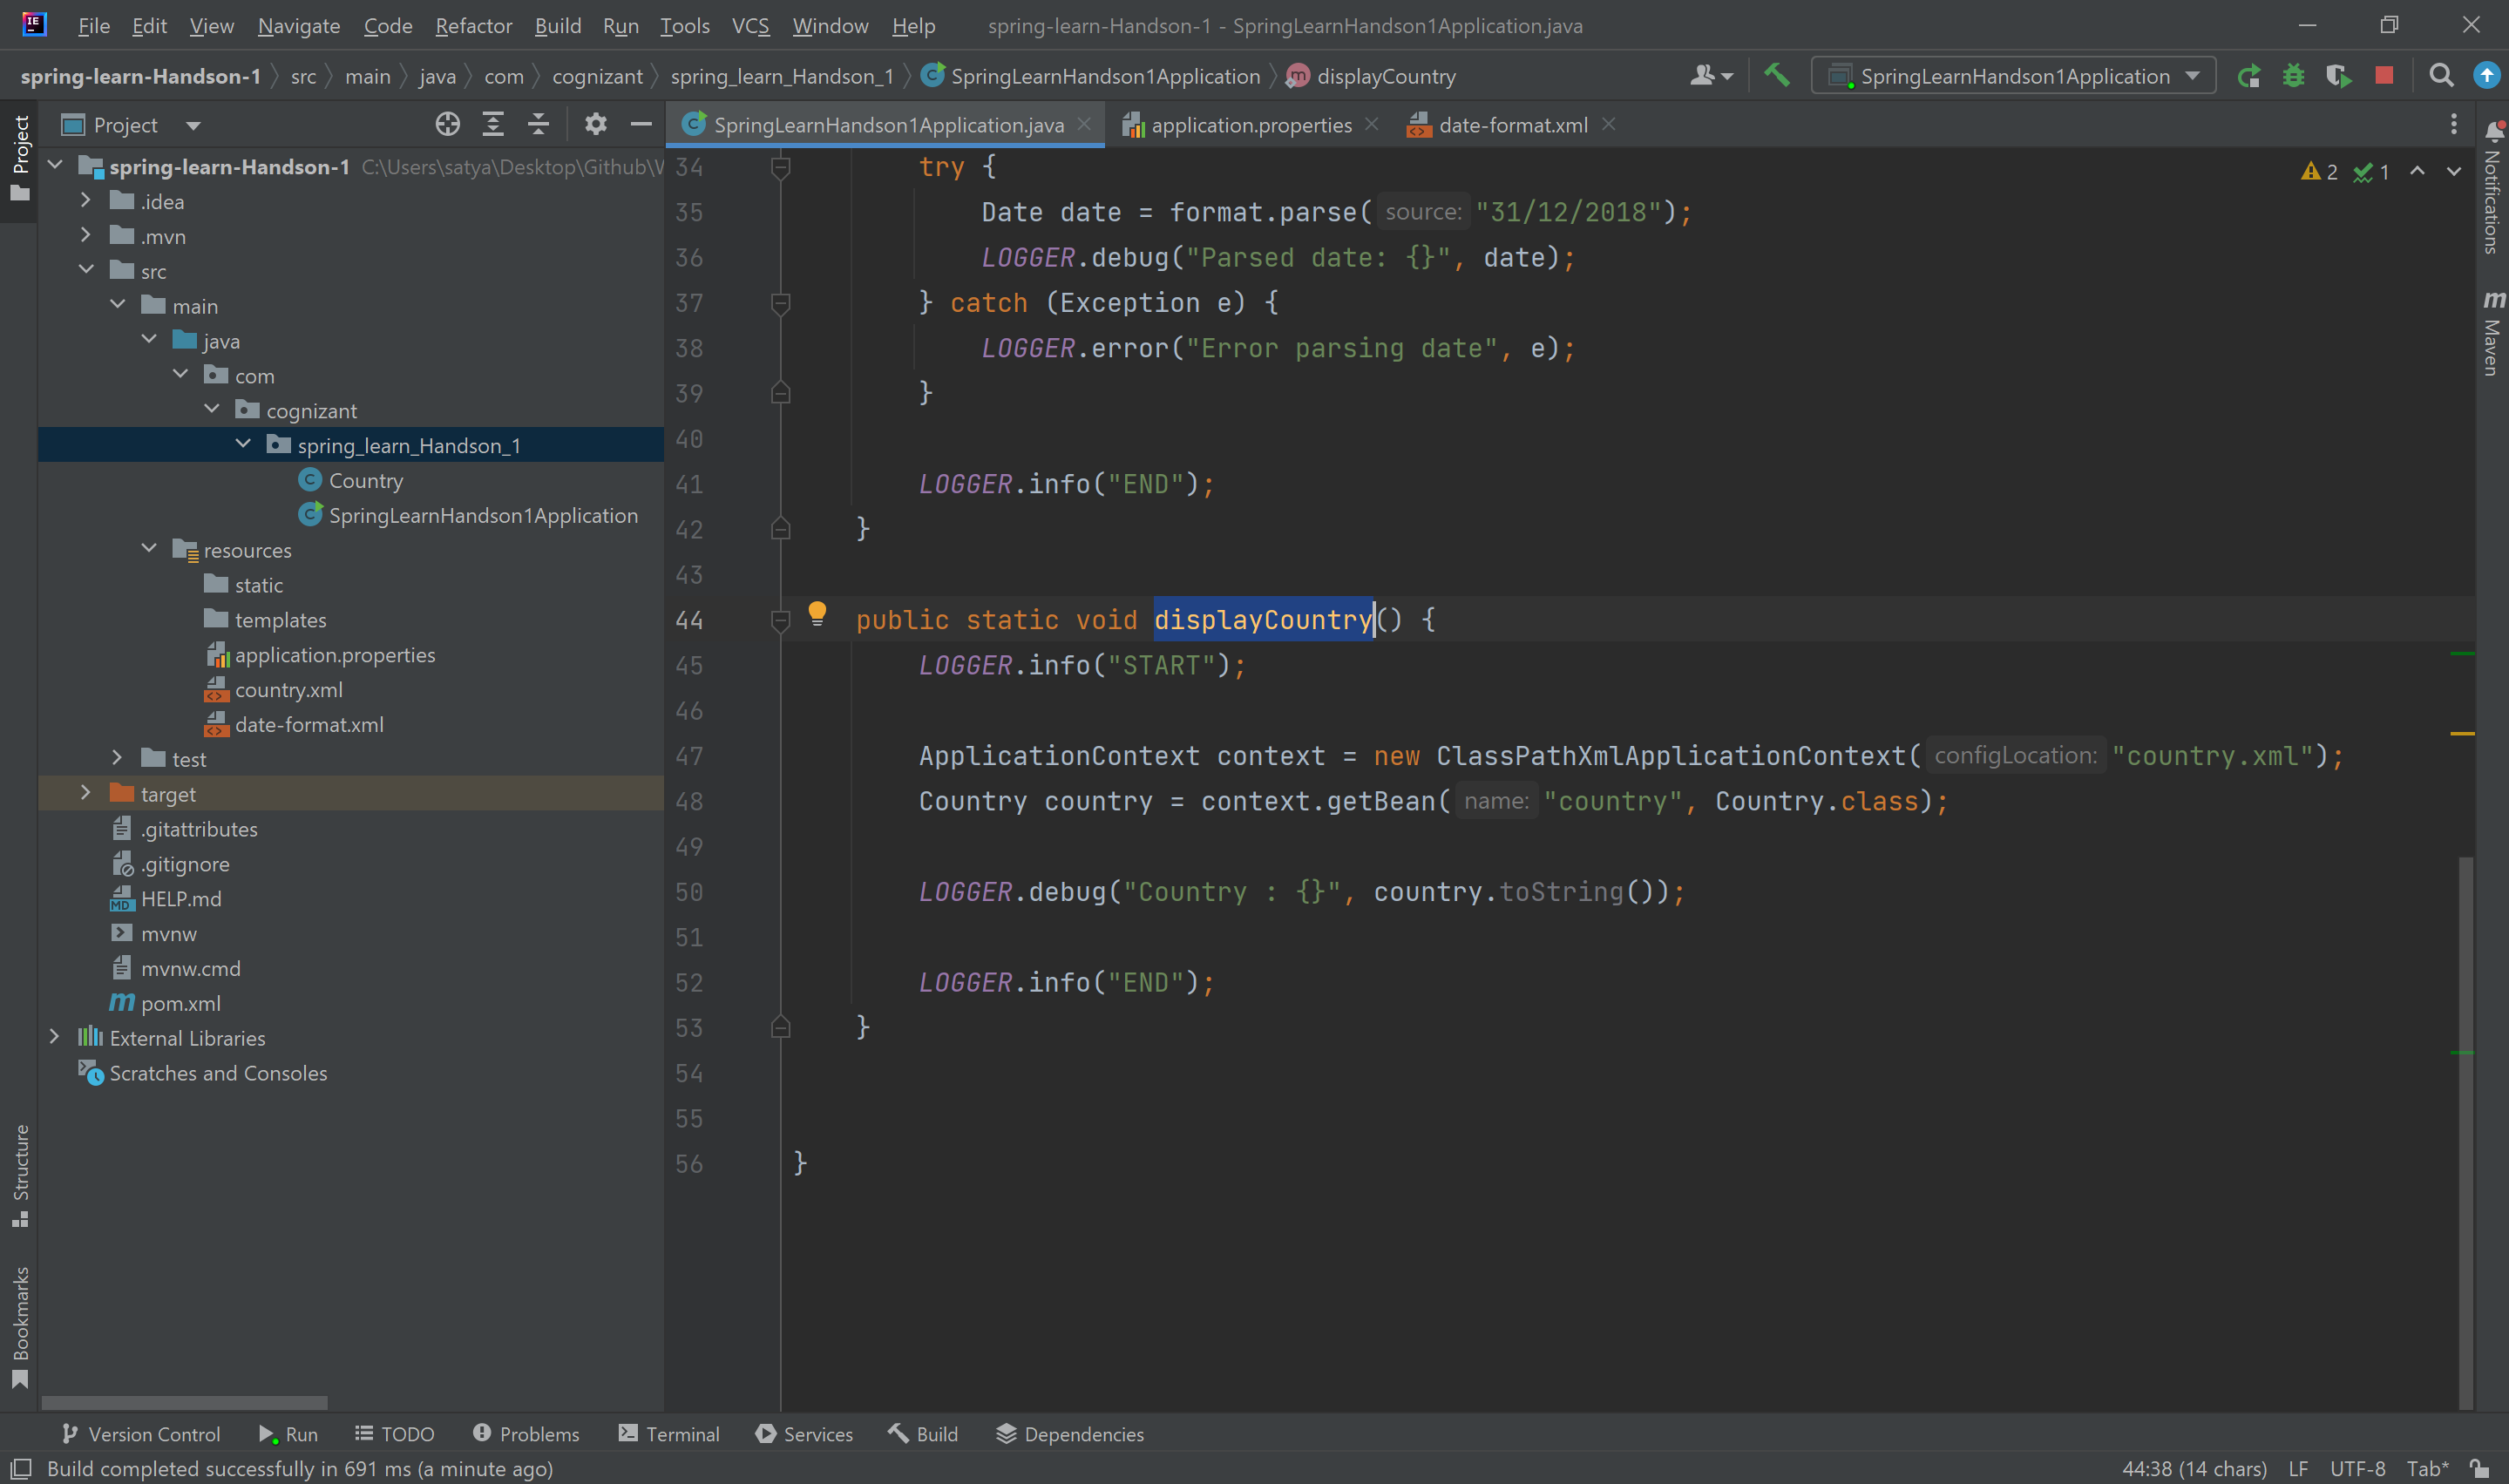 File Edit View Navigate Code Refactor Build Run Tools VCS Window Help spring-learn-Handson-1 - SpringLearnHandson1Application.java
spring-learn-Handson-1 src main java com cognizant spring_learn_Handson_1 SpringLearnHandson1Application displayCountry SpringLearnHandson1Application
Project
Project
SpringLearnHandson1Application.java application.properties date-format.xml
spring-learn-Handson-1 C:\Users\satya\Desktop\Github\
.idea
.mvn
src
main
java
com
cognizant
spring_learn_Handson_1
Country
SpringLearnHandson1Application
resources
static
templates
application.properties
country.xml
date-format.xml
test
target
.gitattributes
.gitignore
HELP.md
mvnw
mvnw.cmd
pom.xml
External Libraries
Scratches and Consoles
Structure
Bookmarks
2 1
34 try {
35 Date date = format.parse( source: "31/12/2018");
36 LOGGER.debug("Parsed date: {}", date);
37 } catch (Exception e) {
38 LOGGER.error("Error parsing date", e);
39 }
40
41 LOGGER.info("END");
42 }
43
44 public static void displayCountry() {
45 LOGGER.info("START");
46
47 ApplicationContext context = new ClassPathXmlApplicationContext( configLocation: "country.xml");
48 Country country = context.getBean( name: "country", Country.class);
49
50 LOGGER.debug("Country : {}", country.toString());
51
52 LOGGER.info("END");
53 }
54
55
56 }
Notifications
Maven
Version Control Run TODO Problems Terminal Services Build Dependencies
Build completed successfully in 691 ms (a minute ago) 44:38 (14 chars) LF UTF-8 Tab*